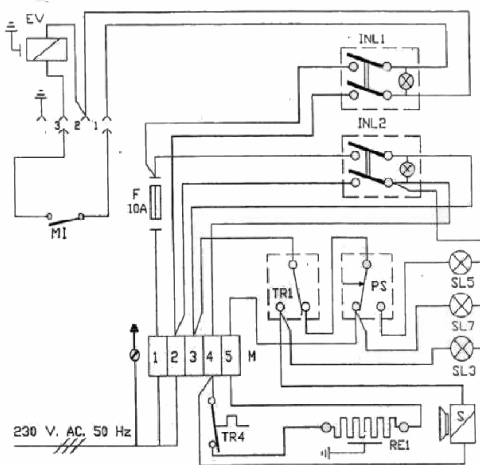 EV
INL1
3 2 1
INL2
F
10A
MI
TR1
PS
SL5
SL7
SL3
1 2 3 4 5 M
S
230 V. AC. 50 Hz
TR4
RE1